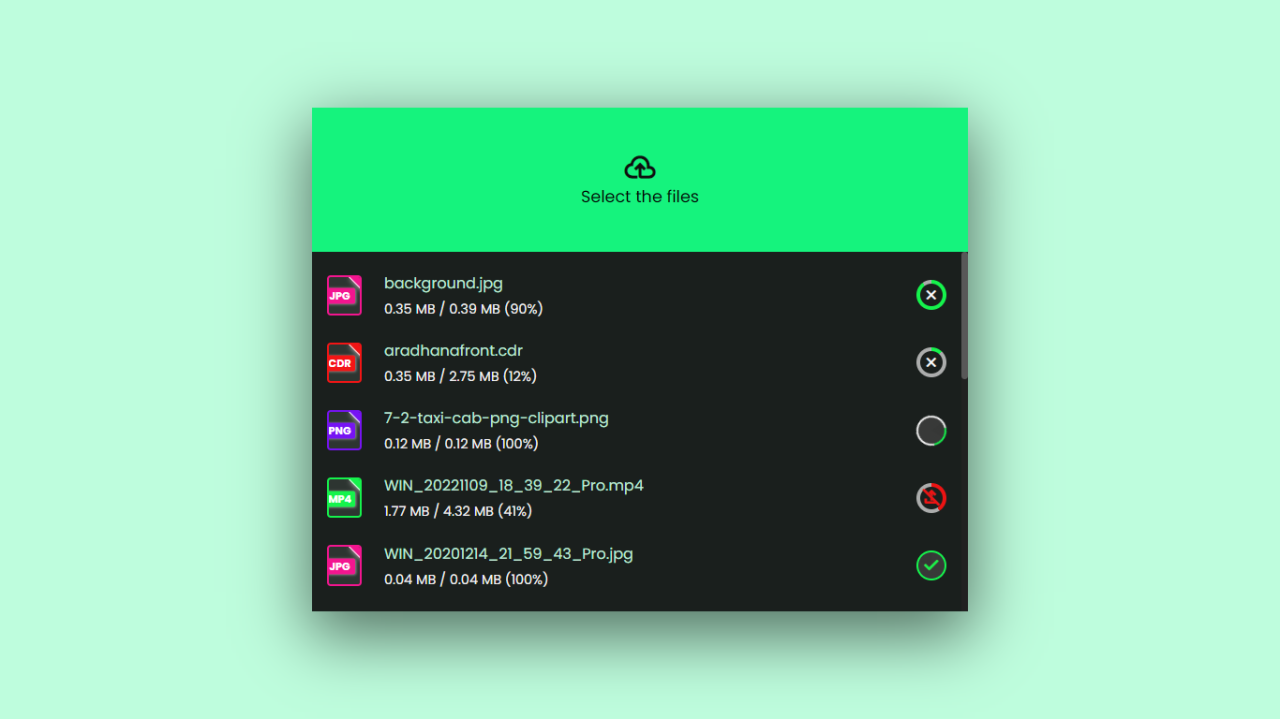 Select the files
JPG
background.jpg
0.35 MB / 0.39 MB (90%)
CDR
aradhanafront.cdr
0.35 MB / 2.75 MB (12%)
PNG
7-2-taxi-cab-png-clipart.png
0.12 MB / 0.12 MB (100%)
MP4
WIN_20221109_18_39_22_Pro.mp4
1.77 MB / 4.32 MB (41%)
JPG
WIN_20201214_21_59_43_Pro.jpg
0.04 MB / 0.04 MB (100%)